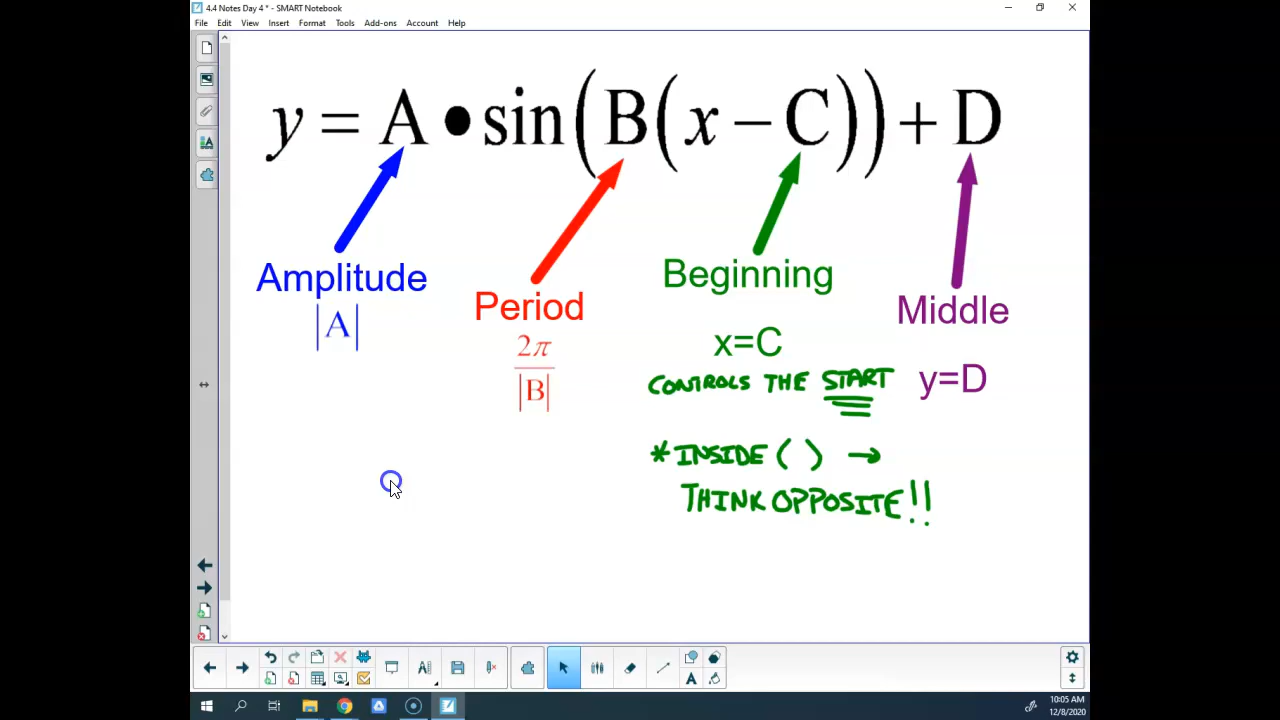 4.4 Notes Day 4 * - SMART Notebook
File Edit View Insert Format Tools Add-ons Account Help
y = A • sin(B(x − C)) + D
Amplitude
|A|
Period
2π
|B|
Beginning
x=C
CONTROLS THE START
*INSIDE ( ) →
THINK OPPOSITE!!
Middle
y=D
10:05 AM
12/8/2020